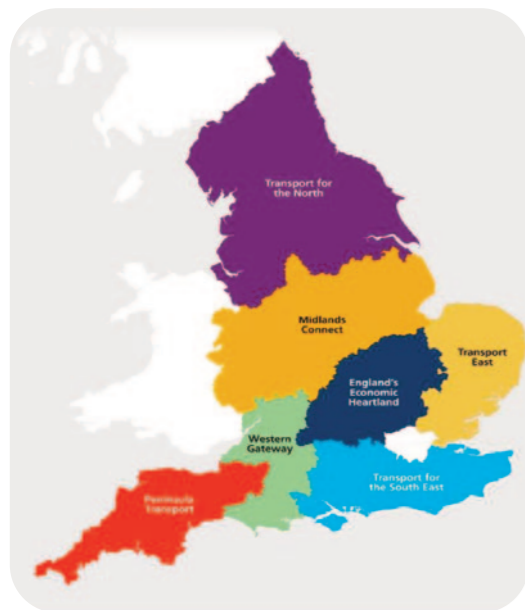 Transport for
the North
Midlands
Connect
Transport
East
England's
Economic
Heartland
Western
Gateway
Transport for
the South East
Peninsula
Transport